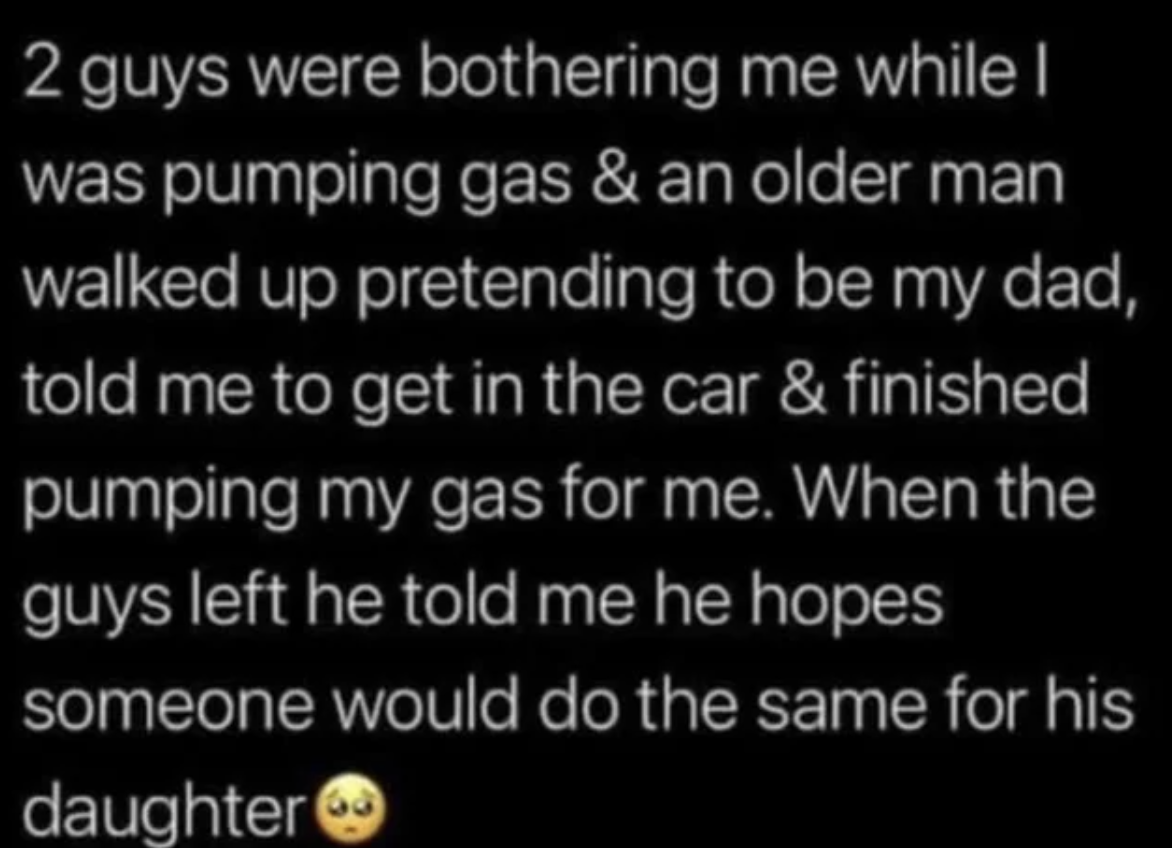 2 guys were bothering me while I
was pumping gas & an older man
walked up pretending to be my dad,
told me to get in the car & finished
pumping my gas for me. When the
guys left he told me he hopes
someone would do the same for his
daughter🥺